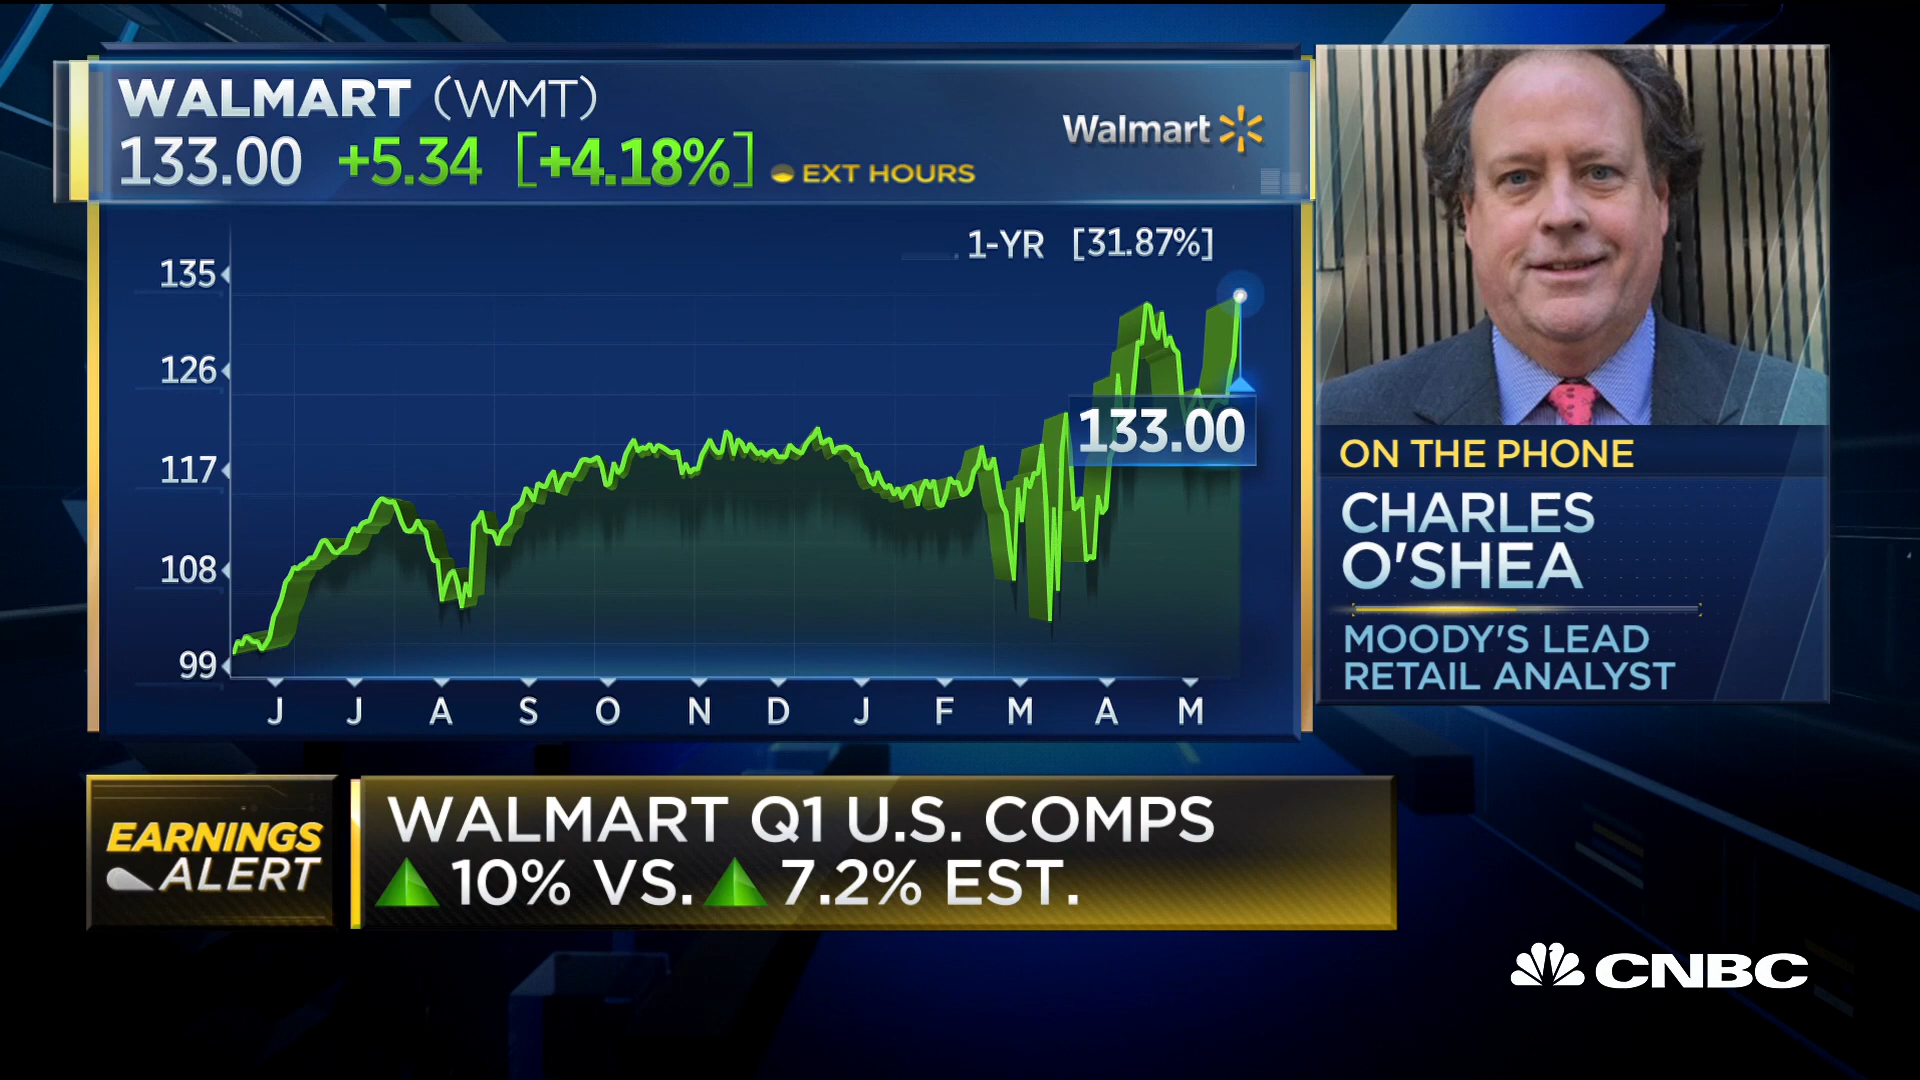 WALMART (WMT)
133.00 +5.34 [+4.18%] EXT HOURS
Walmart
1-YR [31.87%]
135
126
117
108
99
133.00
J J A S O N D J F M A M
ON THE PHONE
CHARLES
O'SHEA
MOODY'S LEAD
RETAIL ANALYST
EARNINGS
ALERT
WALMART Q1 U.S. COMPS
▲ 10% VS. ▲ 7.2% EST.
CNBC